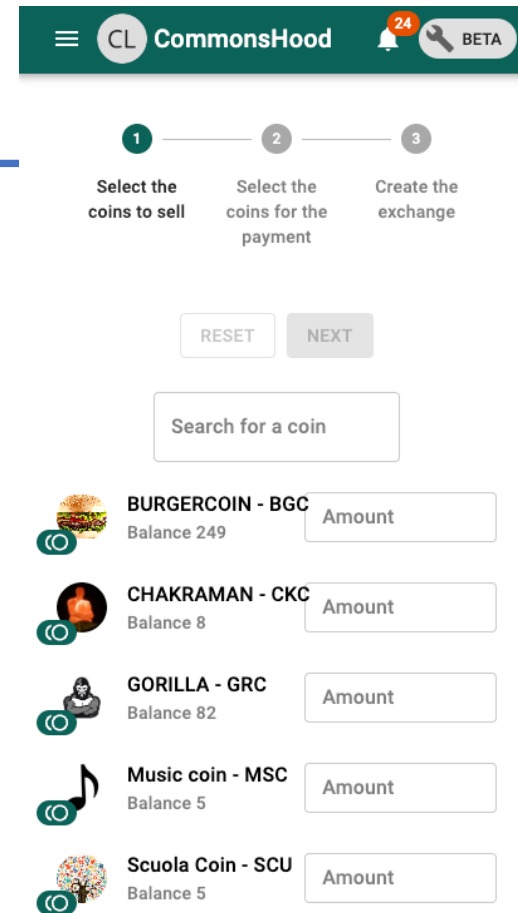 CL CommonsHood 24 BETA
1 2 3
Select the Select the Create the
coins to sell coins for the exchange
payment
RESET NEXT
Search for a coin
BURGERCOIN - BGC
Balance 249
Amount
CHAKRAMAN - CKC
Balance 8
Amount
GORILLA - GRC
Balance 82
Amount
Music coin - MSC
Balance 5
Amount
Scuola Coin - SCU
Balance 5
Amount